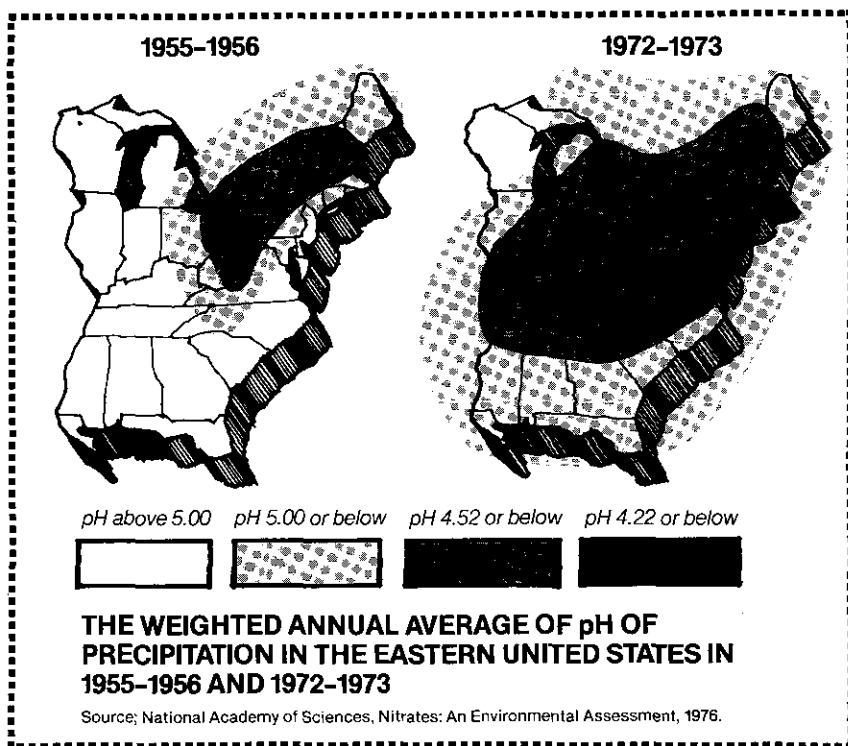 1955–1956
1972–1973
pH above 5.00
pH 5.00 or below
pH 4.52 or below
pH 4.22 or below
THE WEIGHTED ANNUAL AVERAGE OF pH OF
PRECIPITATION IN THE EASTERN UNITED STATES IN
1955–1956 AND 1972–1973
Source; National Academy of Sciences, Nitrates: An Environmental Assessment, 1976.